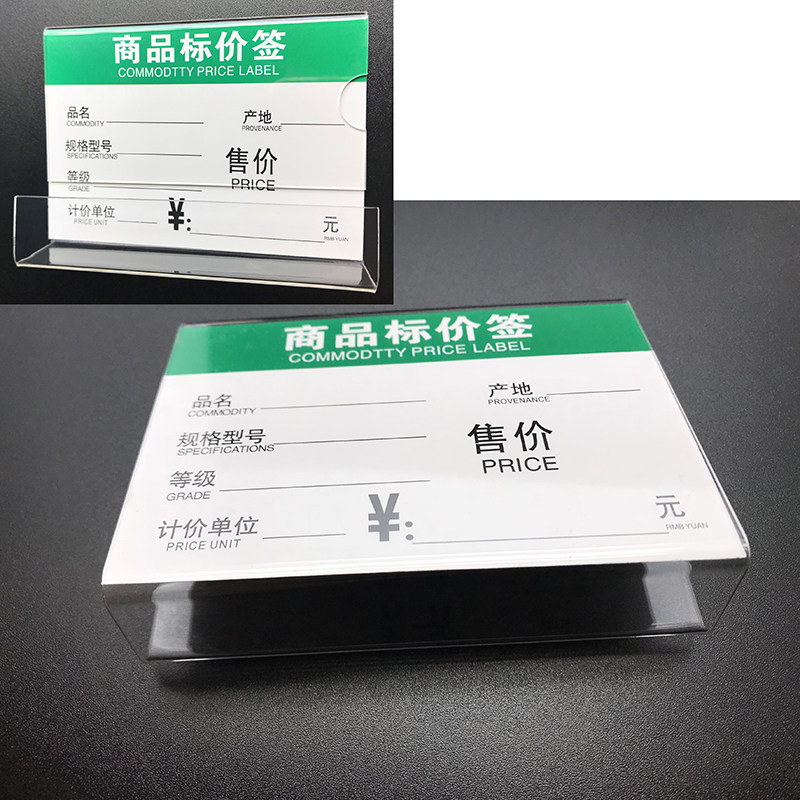 商品标价签
COMMODTTY PRICE LABEL
品名 产地
COMMODITY PROVENANCE
规格型号 售价
SPECIFICATIONS PRICE
等级
GRADE
计价单位 ¥: 元
PRICE UNIT RMB YUAN
商品标价签
COMMODTTY PRICE LABEL
品名 产地
COMMODITY PROVENANCE
规格型号 售价
SPECIFICATIONS PRICE
等级
GRADE
计价单位 ¥: 元
PRICE UNIT RMB YUAN